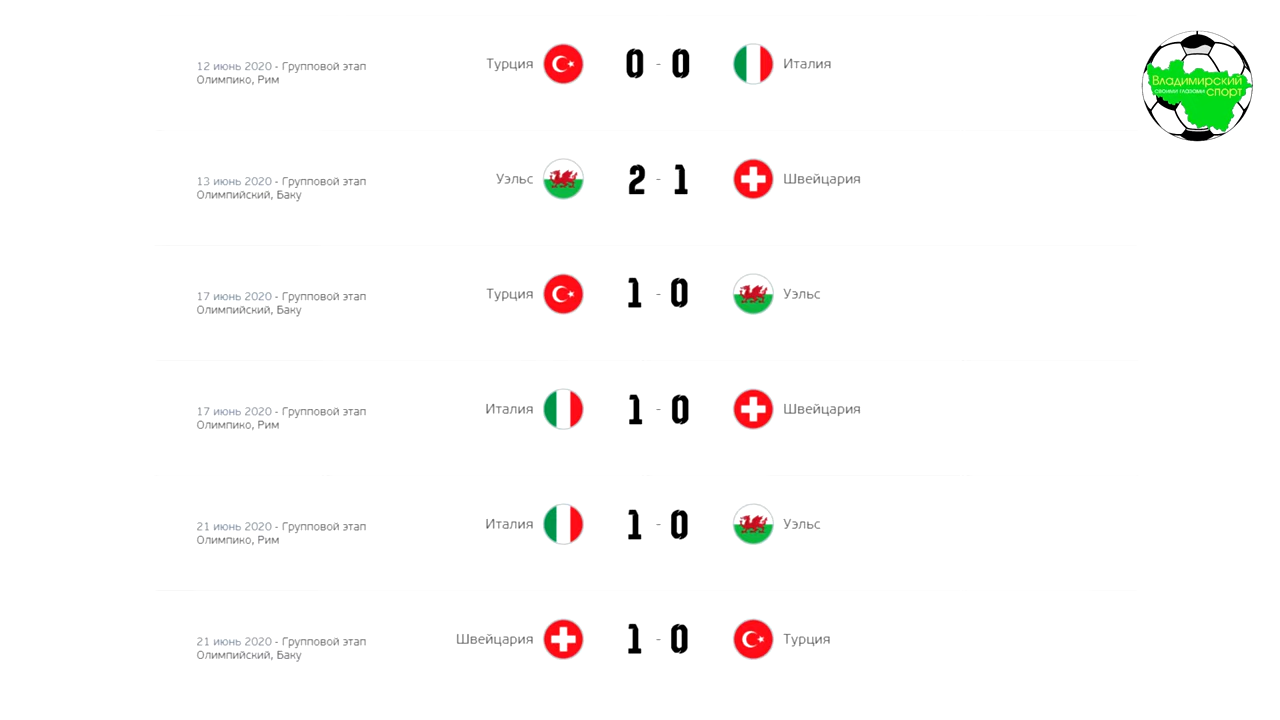 12 июнь 2020 - Групповой этап
Олимпико, Рим
Турция 0 - 0 Италия
Владимирский
своими глазами спорт
13 июнь 2020 - Групповой этап
Олимпийский, Баку
Уэльс 2 - 1 Швейцария
17 июнь 2020 - Групповой этап
Олимпийский, Баку
Турция 1 - 0 Уэльс
17 июнь 2020 - Групповой этап
Олимпико, Рим
Италия 1 - 0 Швейцария
21 июнь 2020 - Групповой этап
Олимпико, Рим
Италия 1 - 0 Уэльс
21 июнь 2020 - Групповой этап
Олимпийский, Баку
Швейцария 1 - 0 Турция